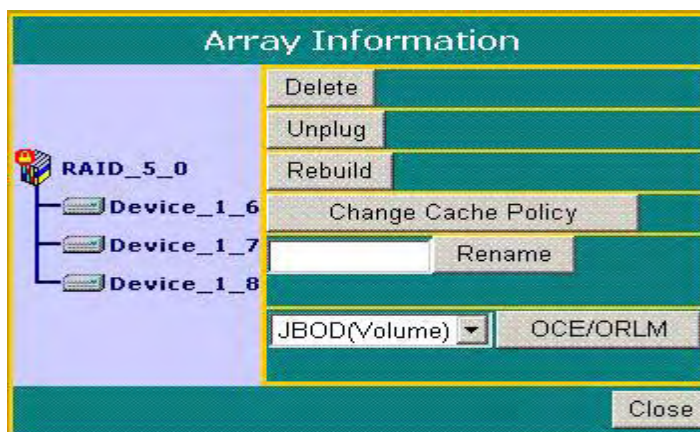 Array Information
Delete
Unplug
RAID_5_0
Rebuild
Device_1_6
Change Cache Policy
Device_1_7
Rename
Device_1_8
JBOD(Volume)
OCE/ORLM
Close